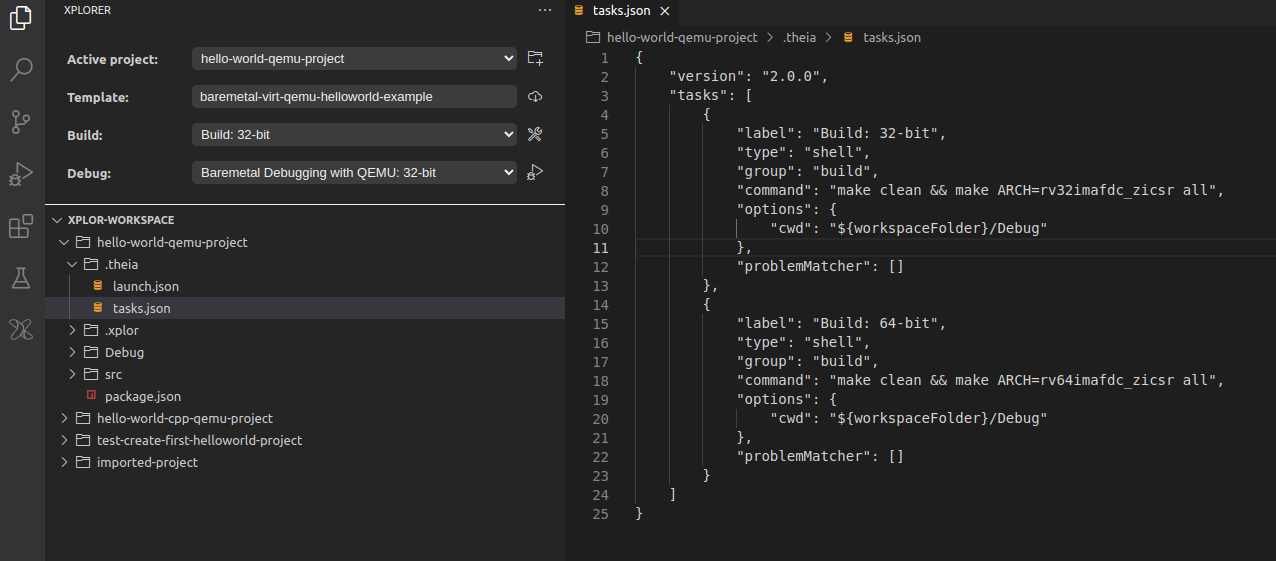 XPLORER
Active project: hello-world-qemu-project
Template: baremetal-virt-qemu-helloworld-example
Build: Build: 32-bit
Debug: Baremetal Debugging with QEMU: 32-bit
XPLOR-WORKSPACE
hello-world-qemu-project
.theia
launch.json
tasks.json
.xplor
Debug
src
package.json
hello-world-cpp-qemu-project
test-create-first-helloworld-project
imported-project
tasks.json
hello-world-qemu-project > .theia > tasks.json
1 {
2     "version": "2.0.0",
3     "tasks": [
4         {
5             "label": "Build: 32-bit",
6             "type": "shell",
7             "group": "build",
8             "command": "make clean && make ARCH=rv32imafdc_zicsr all",
9             "options": {
10                 "cwd": "${workspaceFolder}/Debug"
11             },
12             "problemMatcher": []
13         },
14         {
15             "label": "Build: 64-bit",
16             "type": "shell",
17             "group": "build",
18             "command": "make clean && make ARCH=rv64imafdc_zicsr all",
19             "options": {
20                 "cwd": "${workspaceFolder}/Debug"
21             },
22             "problemMatcher": []
23         }
24     ]
25 }